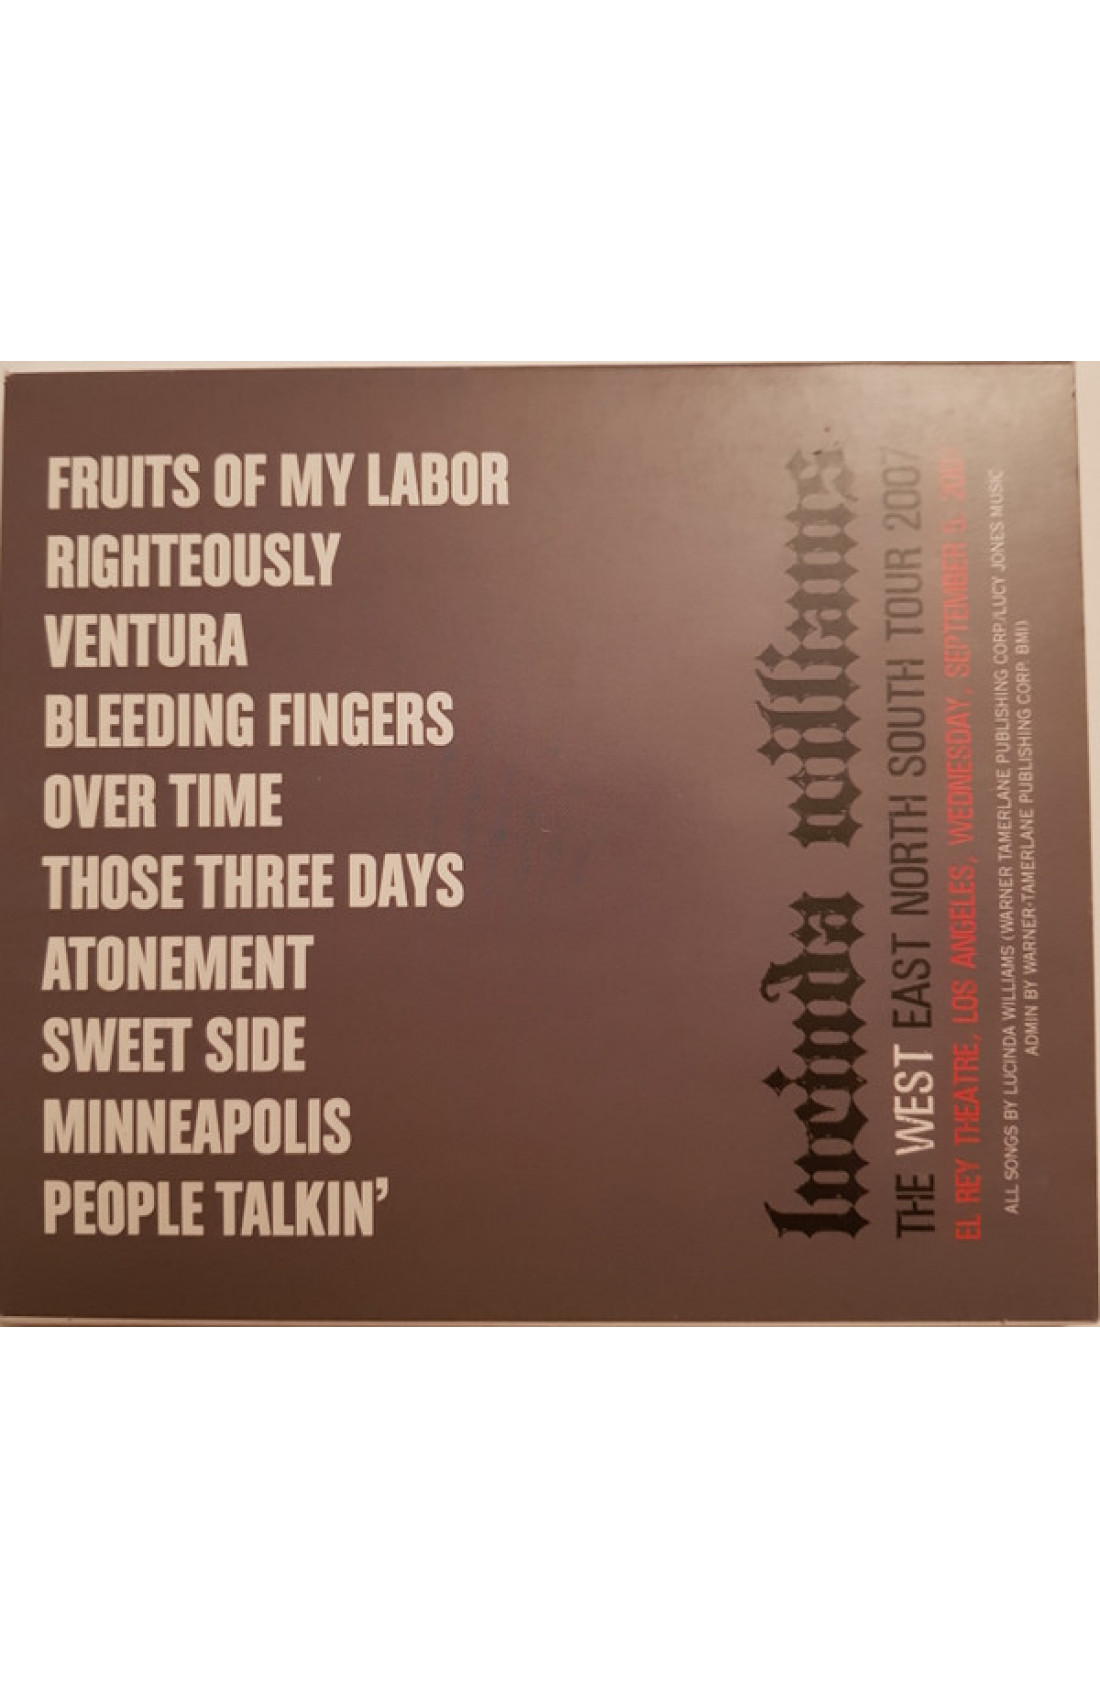 FRUITS OF MY LABOR
RIGHTEOUSLY
VENTURA
BLEEDING FINGERS
OVER TIME
THOSE THREE DAYS
ATONEMENT
SWEET SIDE
MINNEAPOLIS
PEOPLE TALKIN'
lucinda williams
THE WEST EAST NORTH SOUTH TOUR 2007
EL REY THEATRE, LOS ANGELES, WEDNESDAY, SEPTEMBER 5, 2007
ALL SONGS BY LUCINDA WILLIAMS (WARNER TAMERLANE PUBLISHING CORP./LUCY JONES MUSIC
ADMIN BY WARNER-TAMERLANE PUBLISHING CORP. BMI)